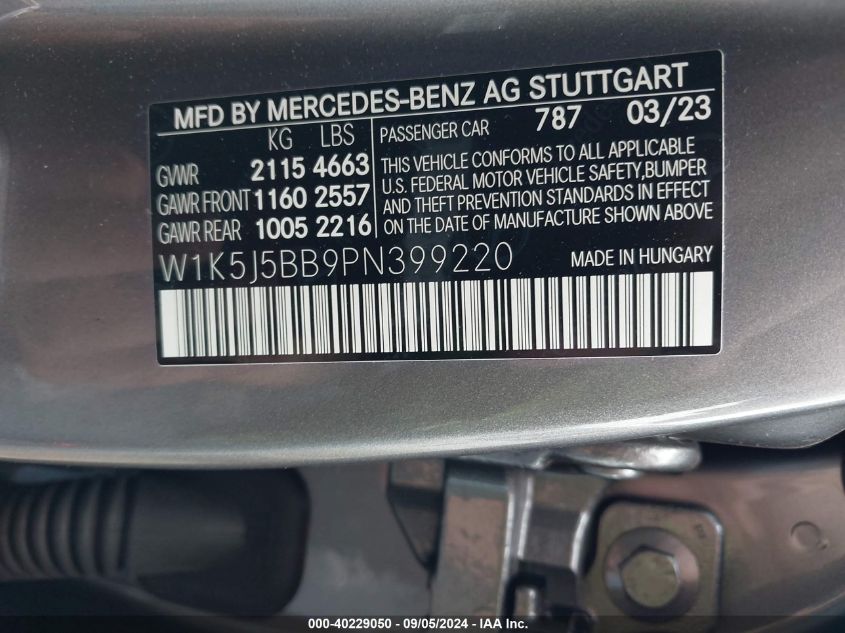 MFD BY MERCEDES-BENZ AG STUTTGART
KG LBS
PASSENGER CAR 787 03/23
GVWR 2115 4663
GAWR FRONT 1160 2557
GAWR REAR 1005 2216
THIS VEHICLE CONFORMS TO ALL APPLICABLE
U.S. FEDERAL MOTOR VEHICLE SAFETY, BUMPER
AND THEFT PREVENTION STANDARDS IN EFFECT
ON THE DATE OF MANUFACTURE SHOWN ABOVE
W1K5J5BB9PN399220
MADE IN HUNGARY
000-40229050 - 09/05/2024 - IAA Inc.